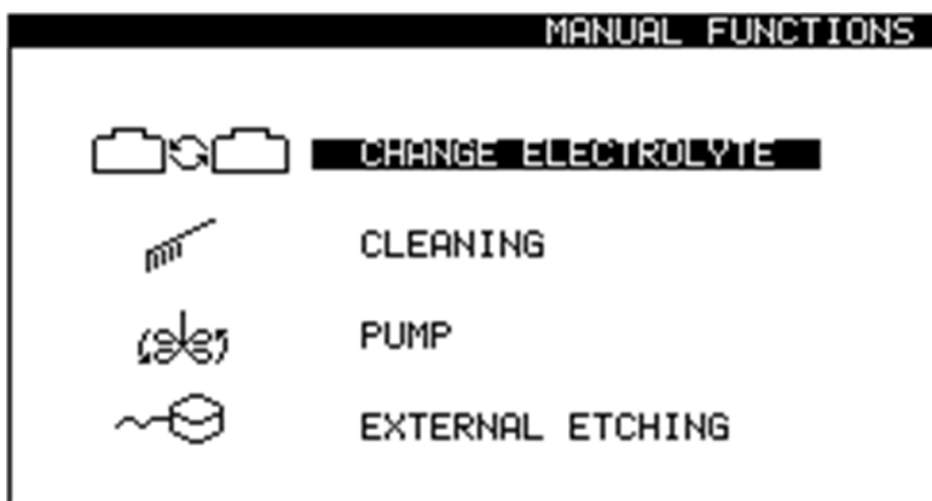 MANUAL FUNCTIONS
CHANGE ELECTROLYTE
CLEANING
PUMP
EXTERNAL ETCHING